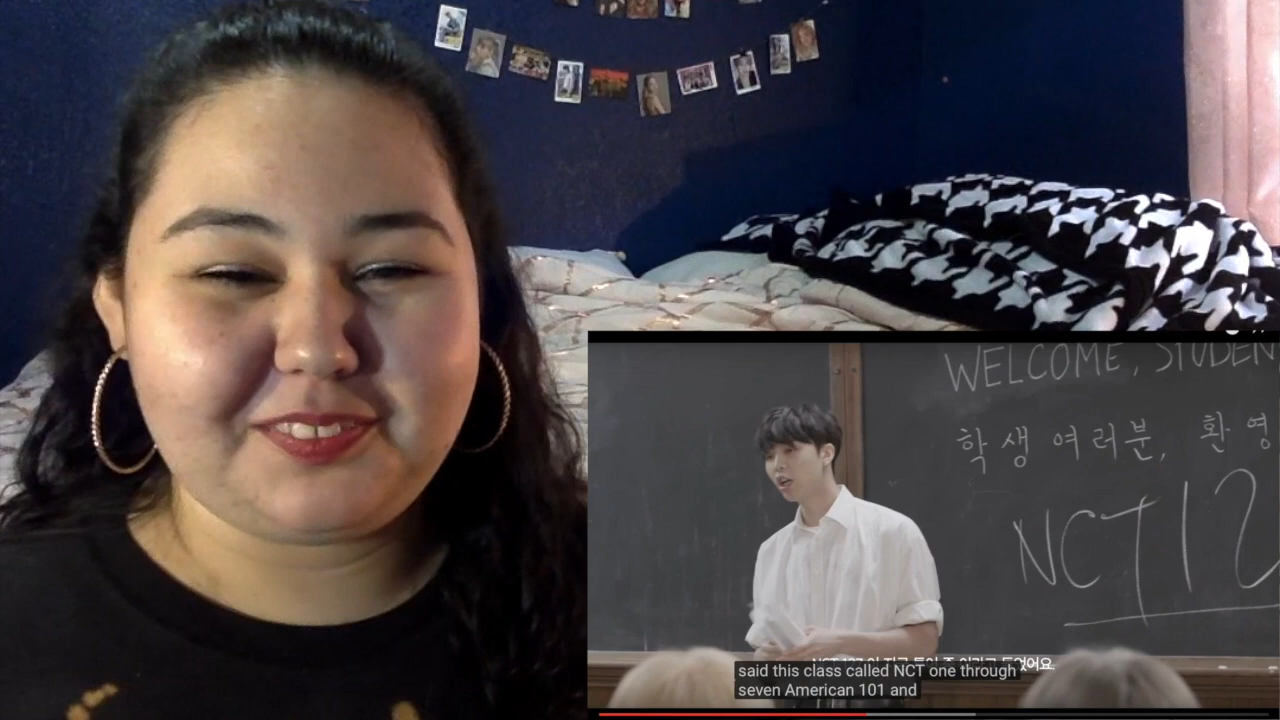 WELCOME, STUDEN
학생 여러분, 환영
NCT 12
said this class called NCT one through
seven American 101 and